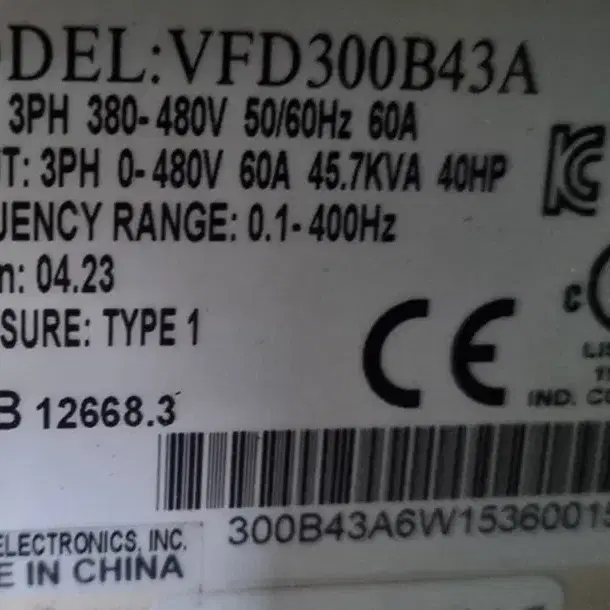 DEL:VFD300B43A
3PH 380-480V 50/60Hz 60A
T: 3PH 0-480V 60A 45.7KVA 40HP
UENCY RANGE: 0.1-400Hz
n: 04.23
SURE: TYPE 1
CE
C
B 12668.3
IND. CO
300B43A6W1536001
ELECTRONICS, INC.
E IN CHINA